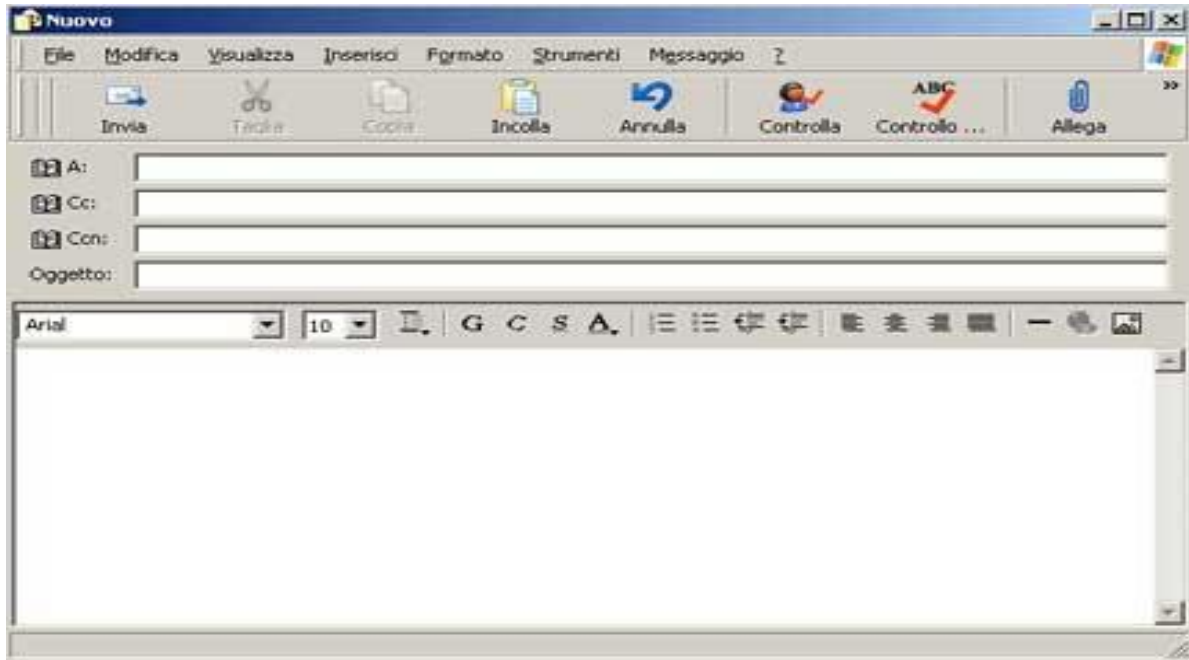 Nuovo
File Modifica Visualizza Inserisci Formato Strumenti Messaggio ?
Invia Taglia Copia Incolla Annulla Controlla Controllo ... Allega
A:
Cc:
Ccn:
Oggetto:
Arial 10 G C S A